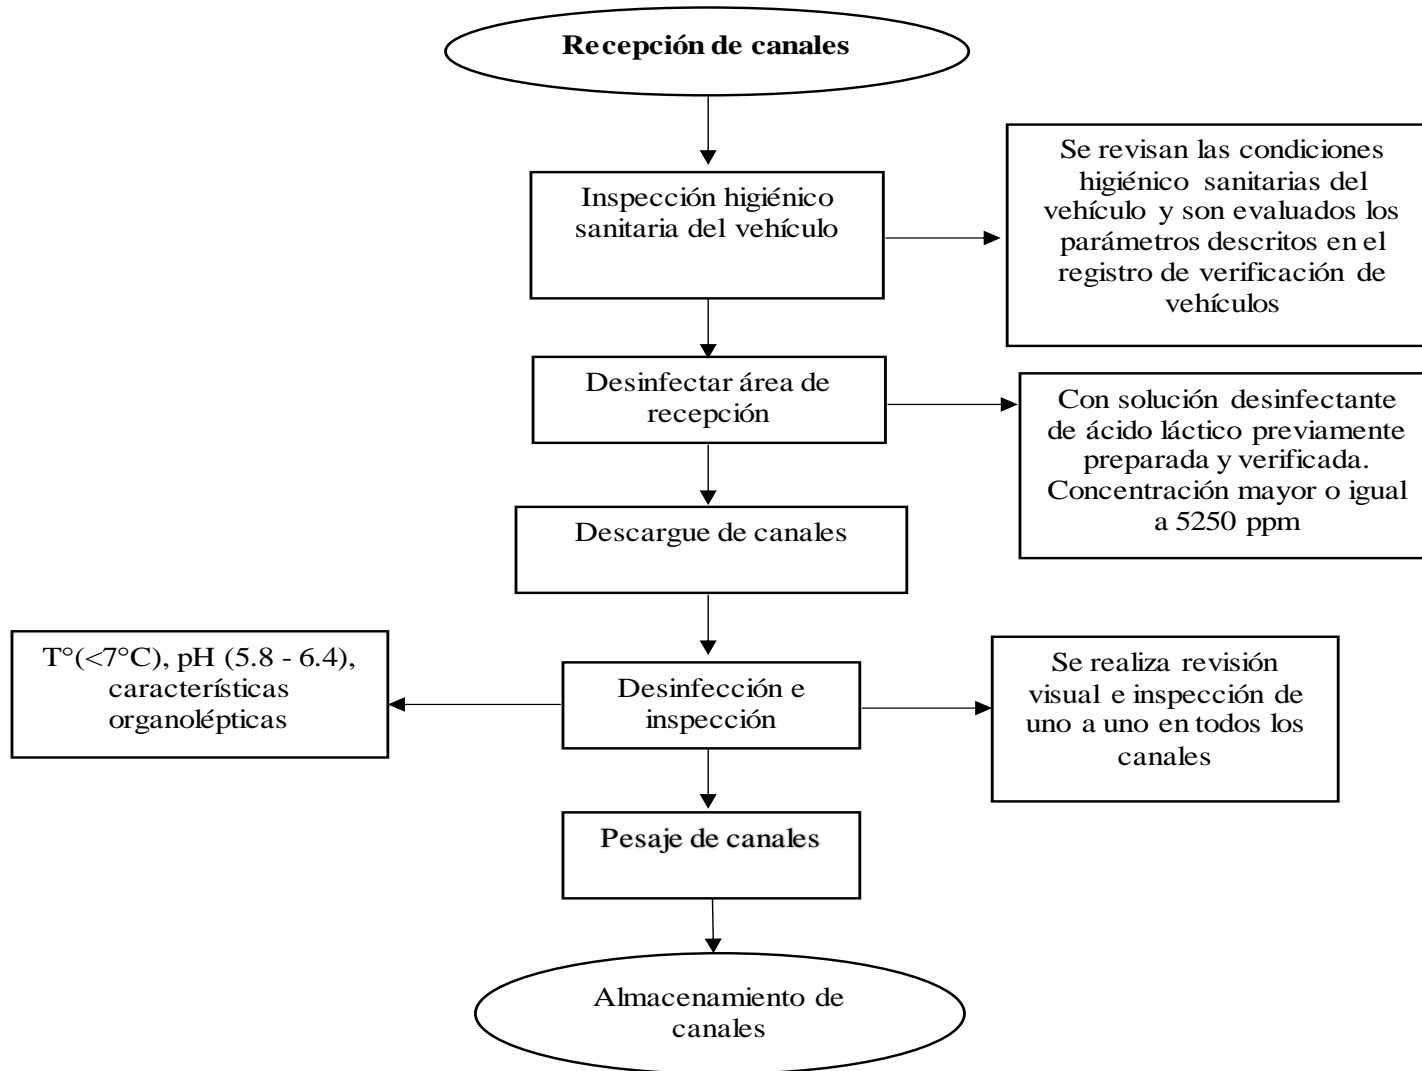 Recepción de canales
Inspección higiénico
sanitaria del vehículo
Se revisan las condiciones
higiénico sanitarias del
vehículo y son evaluados los
parámetros descritos en el
registro de verificación de
vehículos
Desinfectar área de
recepción
Con solución desinfectante
de ácido láctico previamente
preparada y verificada.
Concentración mayor o igual
a 5250 ppm
Descargue de canales
T°(<7°C), pH (5.8 - 6.4),
características
organolépticas
Desinfección e
inspección
Se realiza revisión
visual e inspección de
uno a uno en todos los
canales
Pesaje de canales
Almacenamiento de
canales